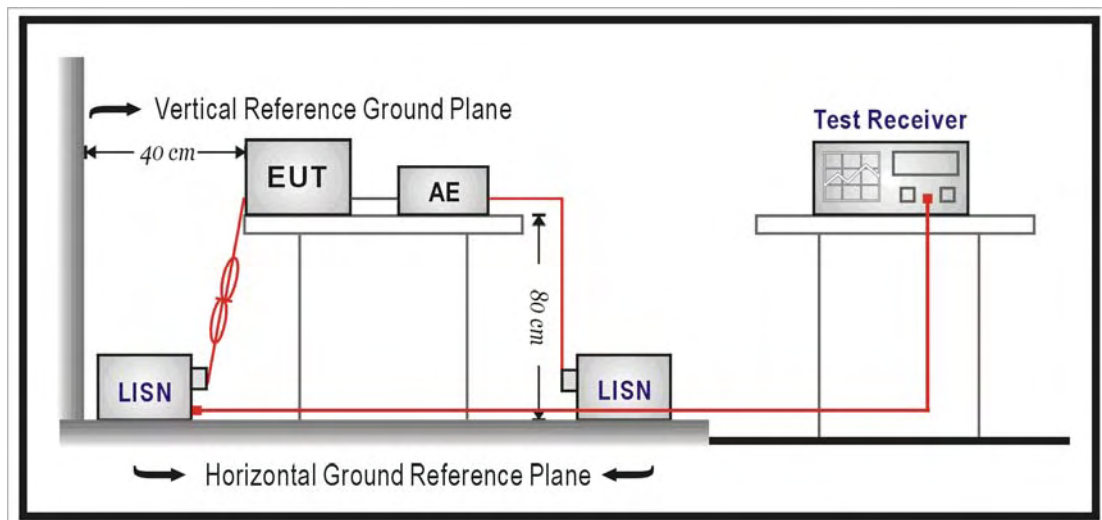 Vertical Reference Ground Plane
Test Receiver
40 cm
EUT
AE
80 cm
LISN
LISN
Horizontal Ground Reference Plane